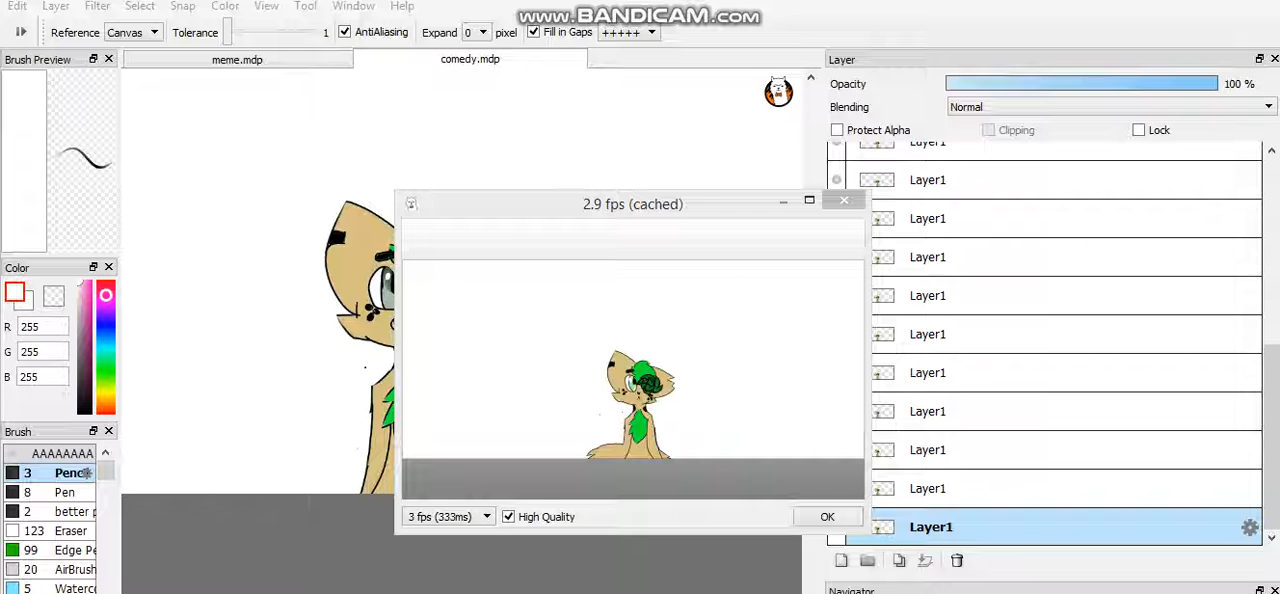 Edit Layer Filter Select Snap Color View Tool Window Help
www.BANDICAM.com
Reference Canvas Tolerance 1 AntiAliasing Expand 0 pixel Fill in Gaps +++++
Brush Preview meme.mdp comedy.mdp Layer
Opacity 100 %
Blending Normal
Protect Alpha Clipping Lock
Layer1
Layer1
2.9 fps (cached)
Layer1
Layer1
Color
Layer1
R 255
Layer1
G 255
Layer1
B 255
Layer1
Brush
Layer1
AAAAAAAA
3 Penc
Layer1
8 Pen
2 better p
3 fps (333ms) High Quality OK
Layer1
123 Eraser
99 Edge Pe
20 AirBrush
5 Waterc
Navigator